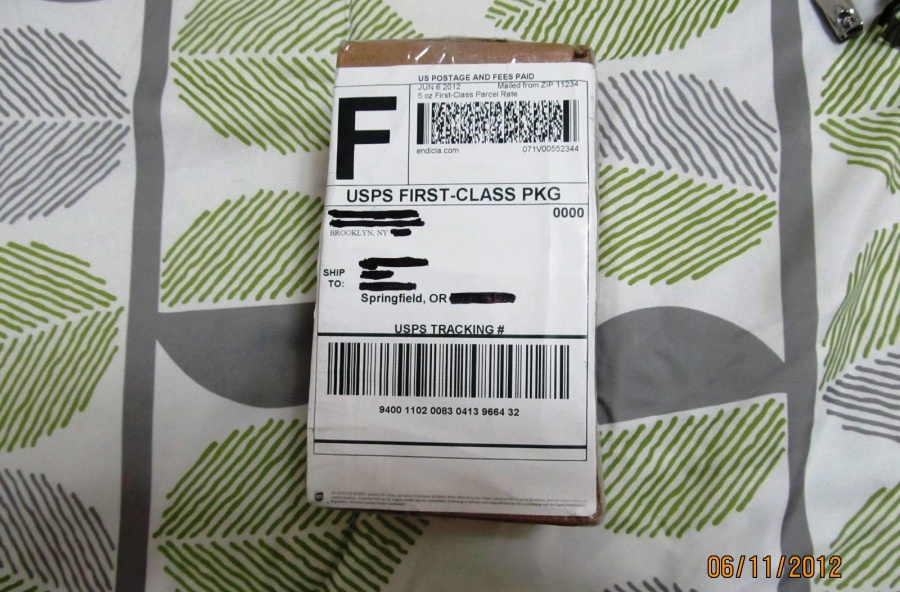 US POSTAGE AND FEES PAID
JUN 6 2012 Mailed from ZIP 11234
5 oz First-Class Parcel Rate
F
endicia.com 071V00552344
USPS FIRST-CLASS PKG
0000
BROOKLYN, NY
SHIP
TO:
Springfield, OR
USPS TRACKING #
9400 1102 0083 0413 9664 32
06/11/2012